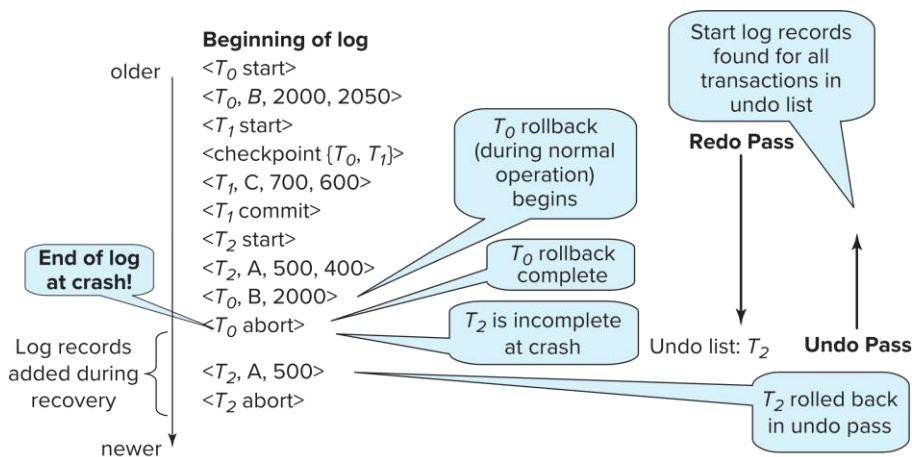 Beginning of log
older
<T0 start>
<T0, B, 2000, 2050>
<T1 start>
<checkpoint {T0, T1}>
<T1, C, 700, 600>
<T1 commit>
<T2 start>
<T2, A, 500, 400>
<T0, B, 2000>
<T0 abort>
<T2, A, 500>
<T2 abort>
newer
End of log
at crash!
Log records
added during
recovery
T0 rollback
(during normal
operation)
begins
T0 rollback
complete
T2 is incomplete
at crash
Start log records
found for all
transactions in
undo list
Redo Pass
Undo list: T2
Undo Pass
T2 rolled back
in undo pass